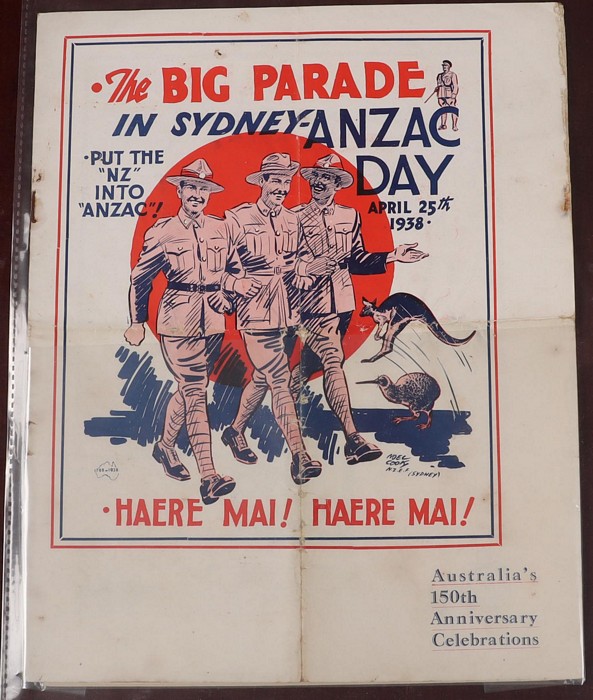 ·The BIG PARADE
IN SYDNEY-ANZAC
DAY
APRIL 25th
1938·
·PUT THE
"NZ"
INTO
"ANZAC"!
NOEL
COOK
N.Z.E.F.
(SYDNEY)
·HAERE MAI! HAERE MAI!
Australia's
150th
Anniversary
Celebrations